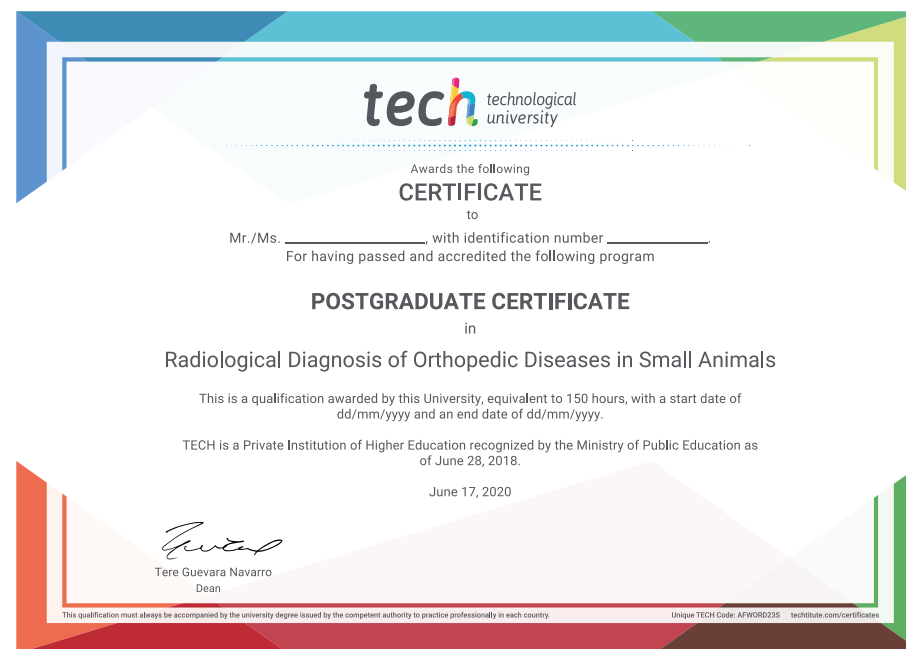 tech technological
university
Awards the following
CERTIFICATE
to
Mr./Ms. ____________________, with identification number ______________.
For having passed and accredited the following program
POSTGRADUATE CERTIFICATE
in
Radiological Diagnosis of Orthopedic Diseases in Small Animals
This is a qualification awarded by this University, equivalent to 150 hours, with a start date of
dd/mm/yyyy and an end date of dd/mm/yyyy.
TECH is a Private Institution of Higher Education recognized by the Ministry of Public Education as
of June 28, 2018.
June 17, 2020
Tere Guevara Navarro
Dean
This qualification must always be accompanied by the university degree issued by the competent authority to practice professionally in each country. Unique TECH Code: AFWORD23S techtitute.com/certificates